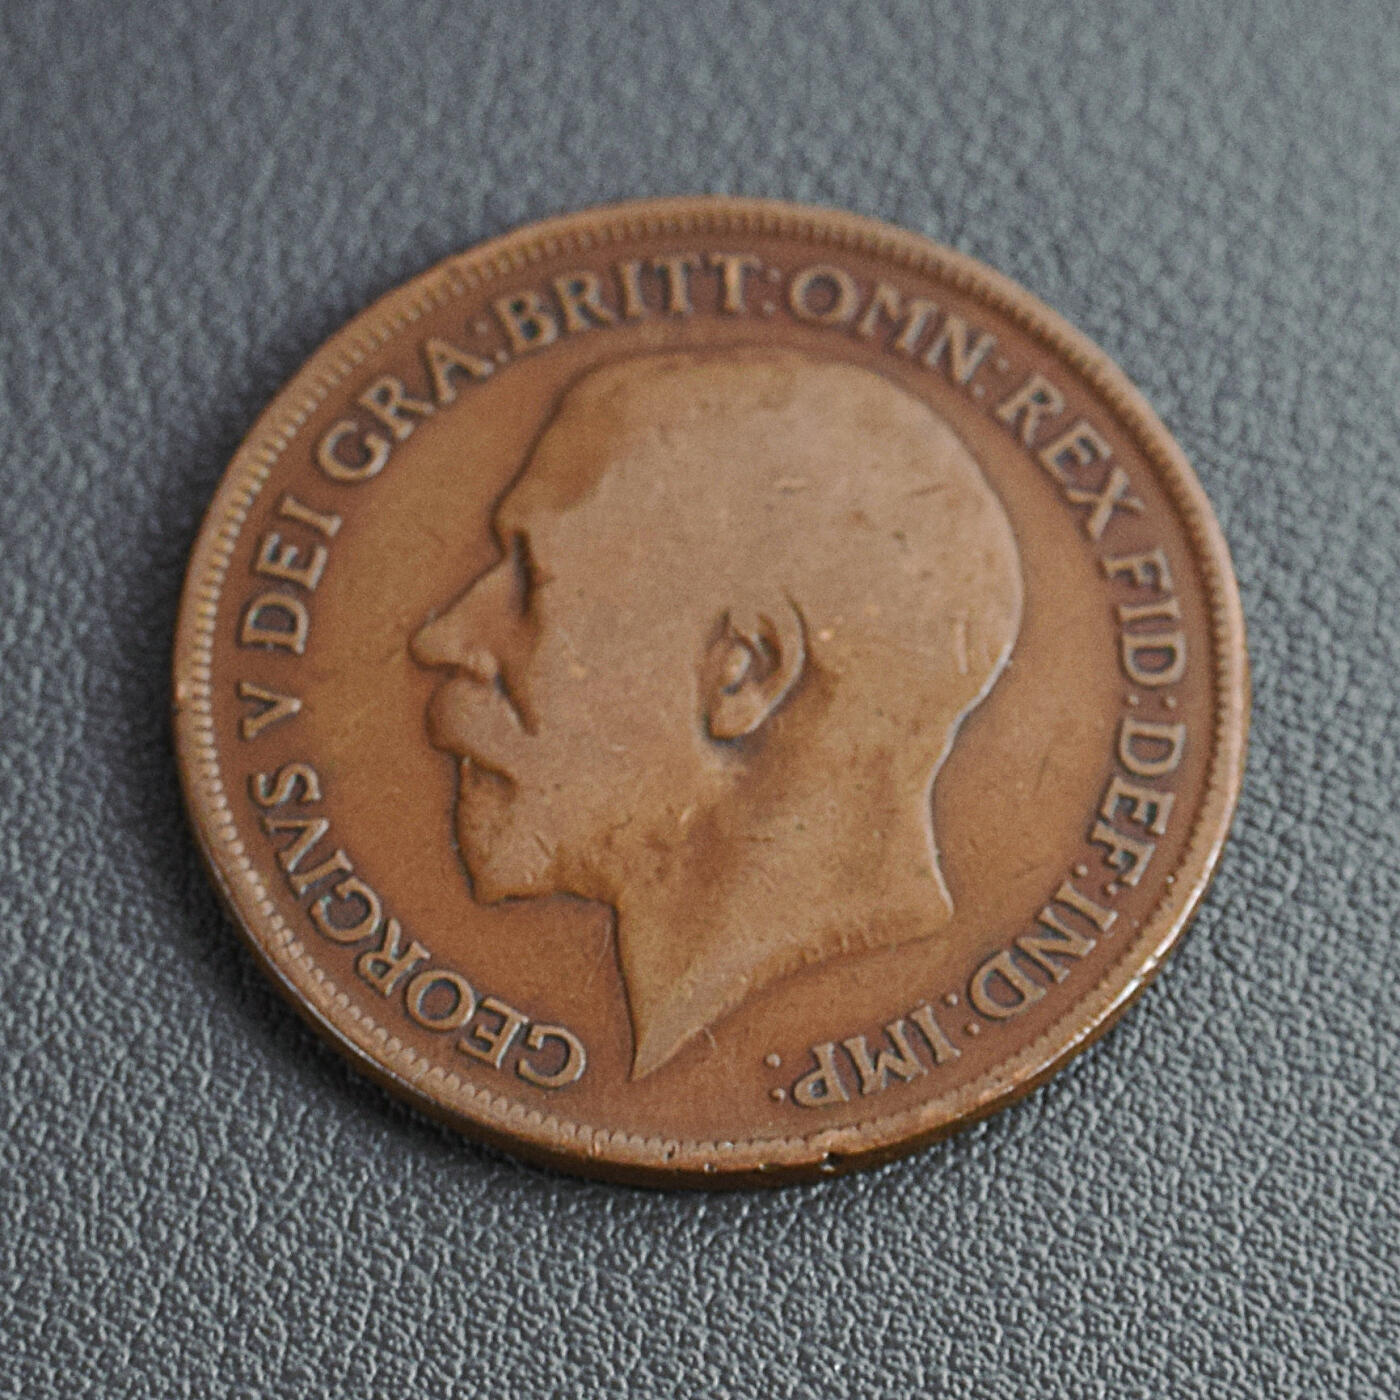 GEORGIVS V DEI GRA:BRITT:OMN:REX FID:DEF:IND:IMP: